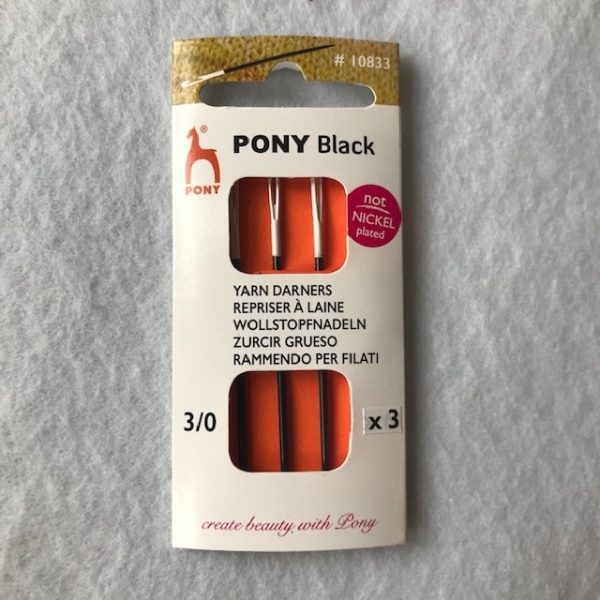 # 10833
®
PONY
PONY Black
not
NICKEL
plated
YARN DARNERS
REPRISER À LAINE
WOLLSTOPFNADELN
ZURCIR GRUESO
RAMMENDO PER FILATI
3/0
x 3
create beauty with Pony